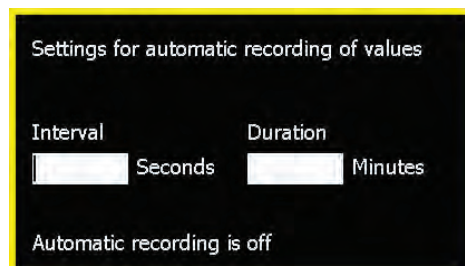 Settings for automatic recording of values
Interval Duration
Seconds Minutes
Automatic recording is off